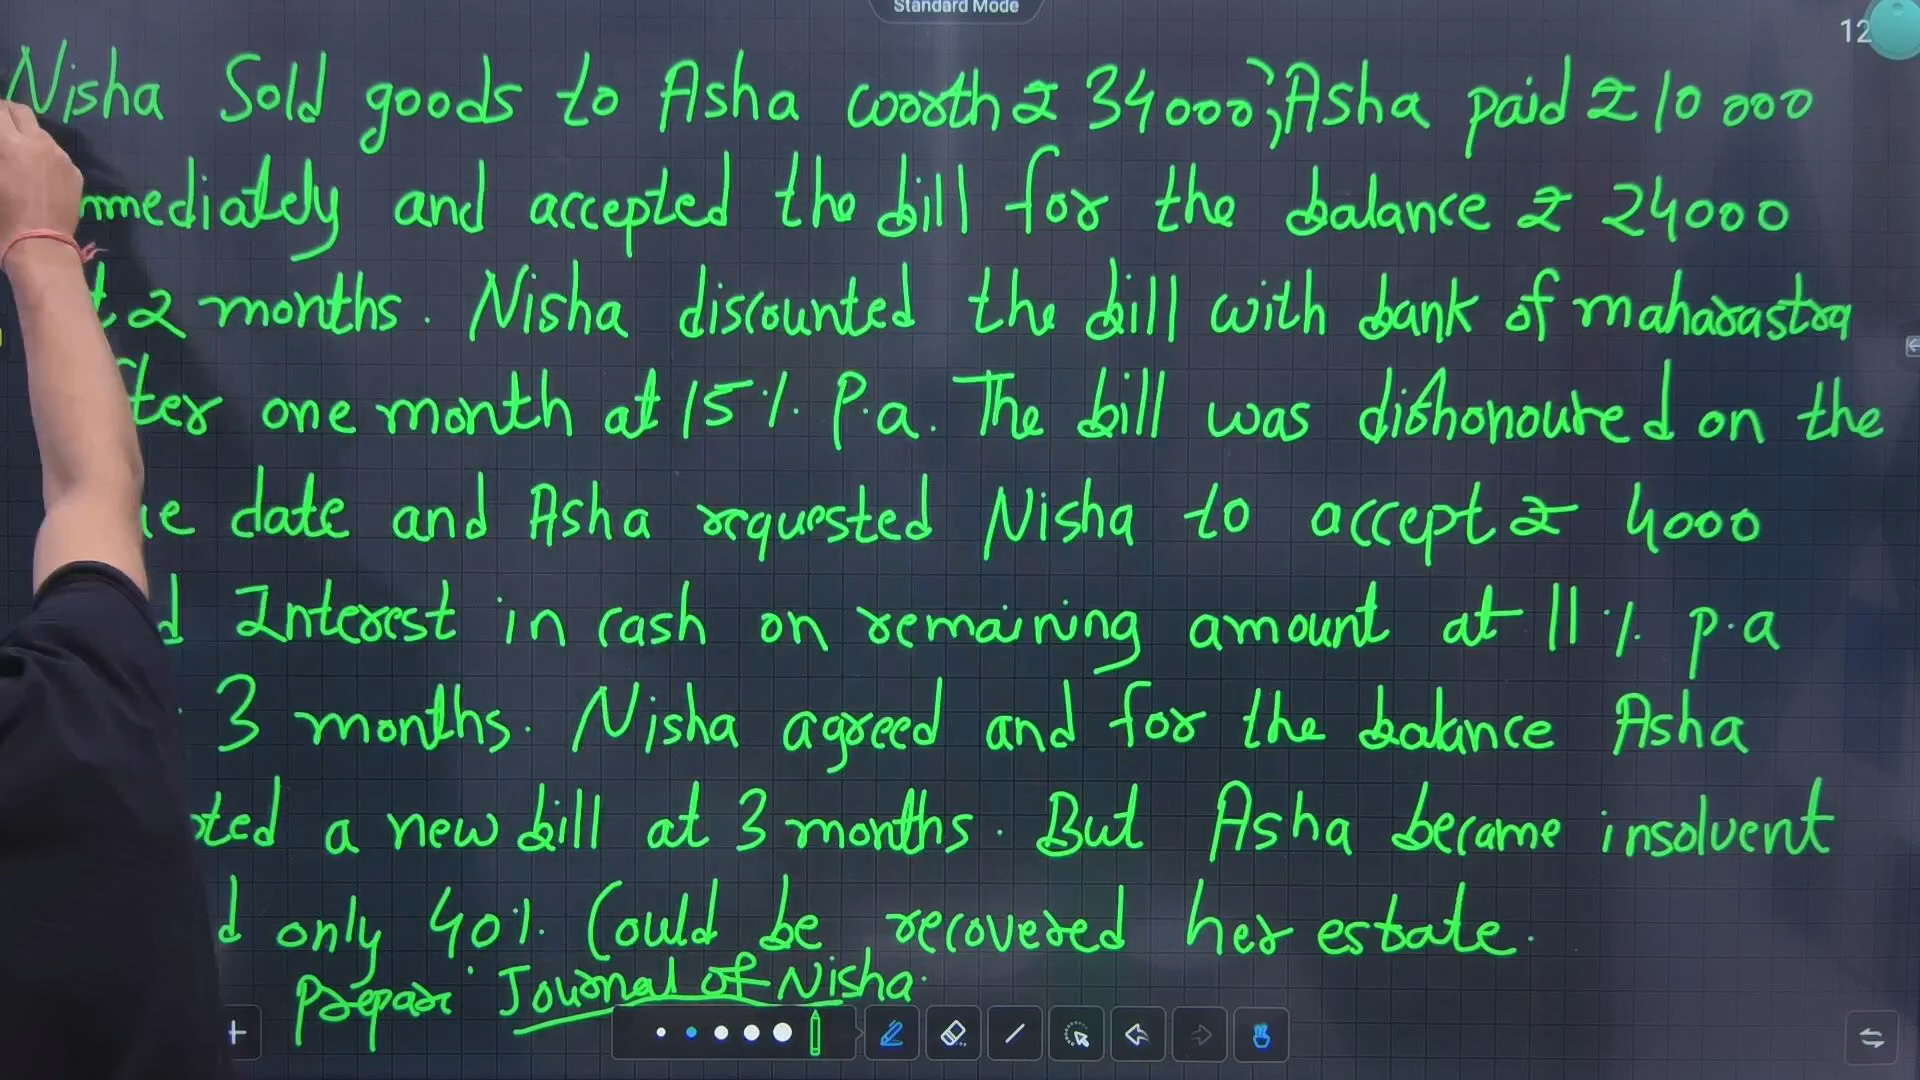 Standard Mode
12
Nisha Sold goods to Asha worth ₹ 34000; Asha paid ₹ 10000
mmediately and accepted the bill for the balance ₹ 24000
t 2 months. Nisha discounted the bill with bank of maharastra
ter one month at 15%. P.a. The bill was dishonoured on the
e date and Asha requested Nisha to accept ₹ 4000
d Interest in cash on remaining amount at 11% p.a
3 months. Nisha agreed and for the balance Asha
ted a new bill at 3 months. But Asha became insolvent
d only 40%. Could be recovered her estate.
prepare Journal of Nisha.